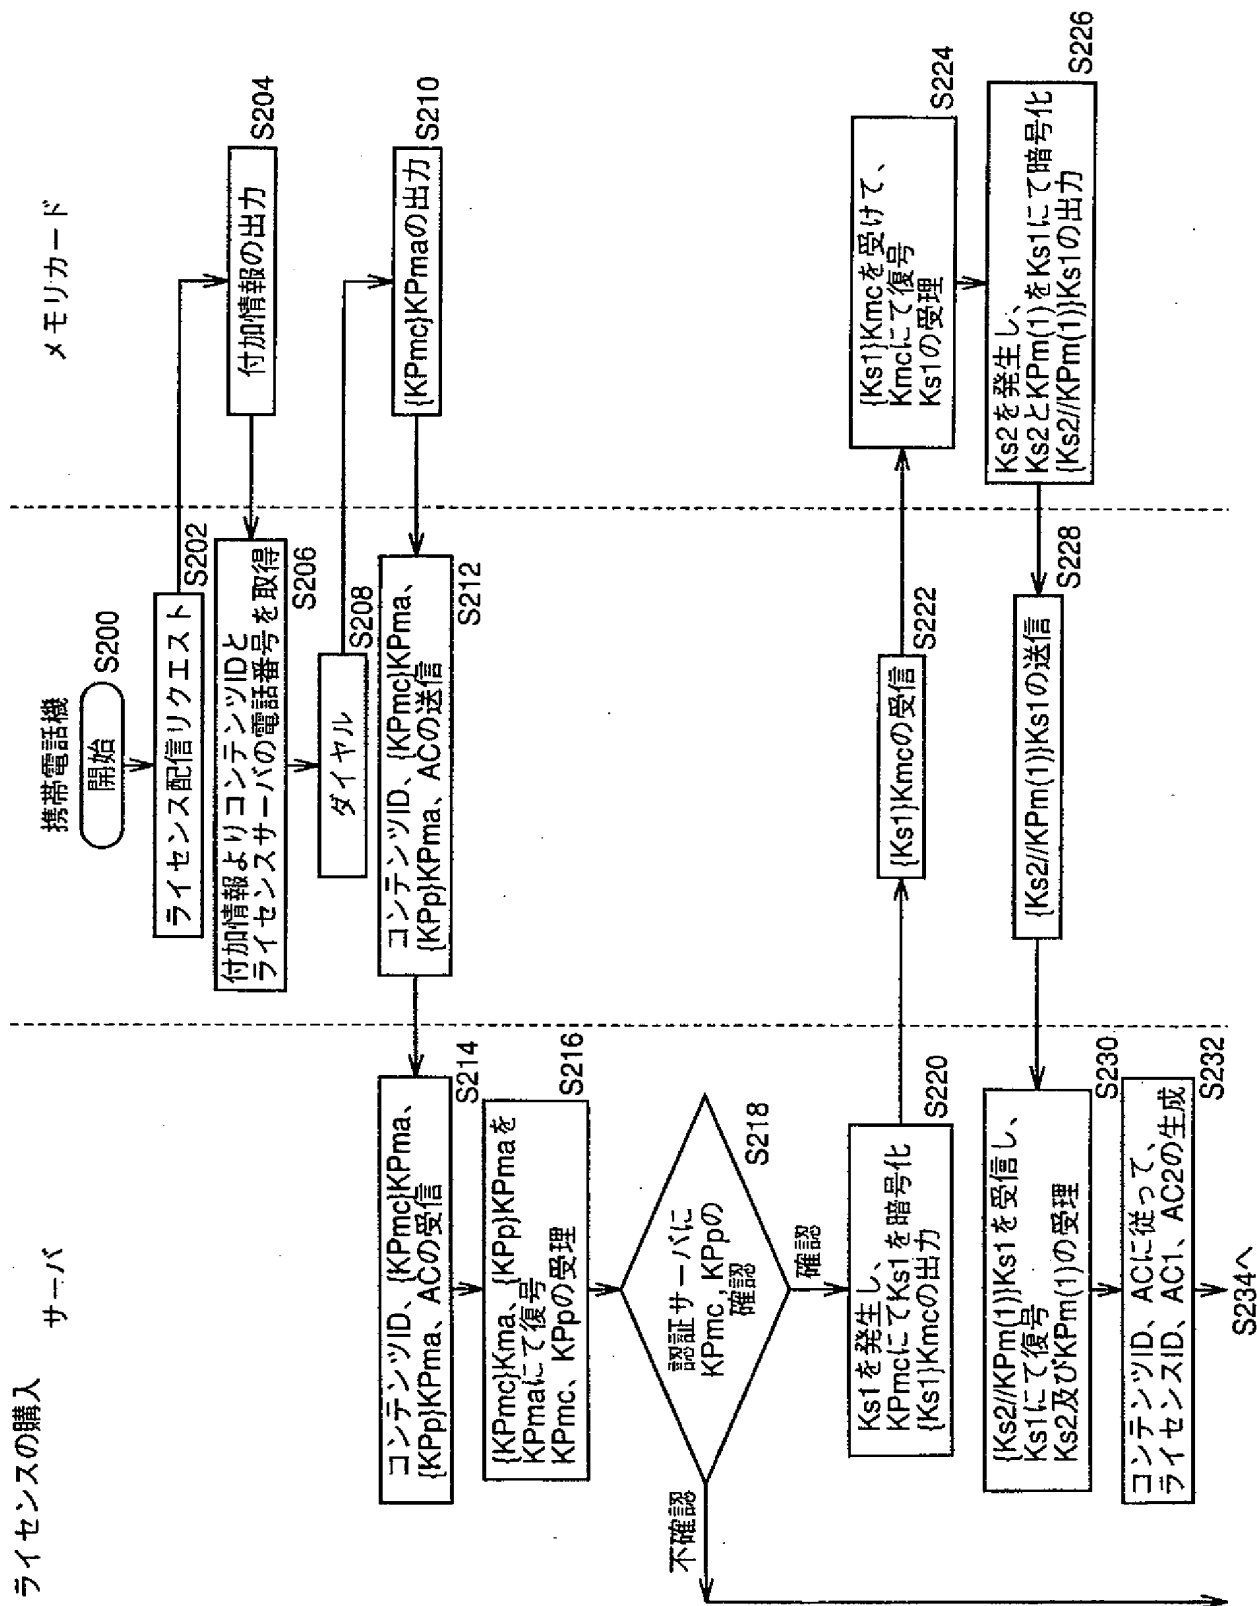 ライセンスの購入
サーバ
携帯電話機
メモリカード
開始
S200
ライセンス配信リクエスト
S202
付加情報の出力
S204
付加情報よりコンテンツIDと
ライセンスサーバの電話番号を取得
S206
ダイヤル
S208
{KPmc}KPmaの出力
S210
コンテンツID、{KPmc}KPma、
{KPp}KPma、ACの送信
S212
コンテンツID、{KPmc}KPma、
{KPp}KPma、ACの受信
S214
{KPmc}Kma、{KPp}KPmaを
KPmaにて復号
KPmc、KPpの受理
S216
認証サーバに
KPmc,KPpの
確認
S218
不確認
確認
Ks1を発生し、
KPmcにてKs1を暗号化
{Ks1}Kmcの出力
S220
{Ks1}Kmcの受信
S222
{Ks1}Kmcを受けて、
Kmcにて復号
Ks1の受理
S224
Ks2を発生し、
Ks2とKPm(1)をKs1にて暗号化
{Ks2//KPm(1)}Ks1の出力
S226
{Ks2//KPm(1)}Ks1の送信
S228
{Ks2//KPm(1)}Ks1を受信し、
Ks1にて復号
Ks2及びKPm(1)の受理
S230
コンテンツID、ACに従って、
ライセンスID、AC1、AC2の生成
S232
S234へ